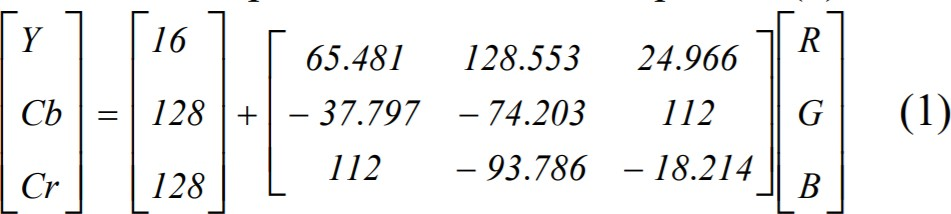 Y 16 65.481 128.553 24.966 R
Cb = 128 + - 37.797 - 74.203 112 G (1)
Cr 128 112 - 93.786 - 18.214 B